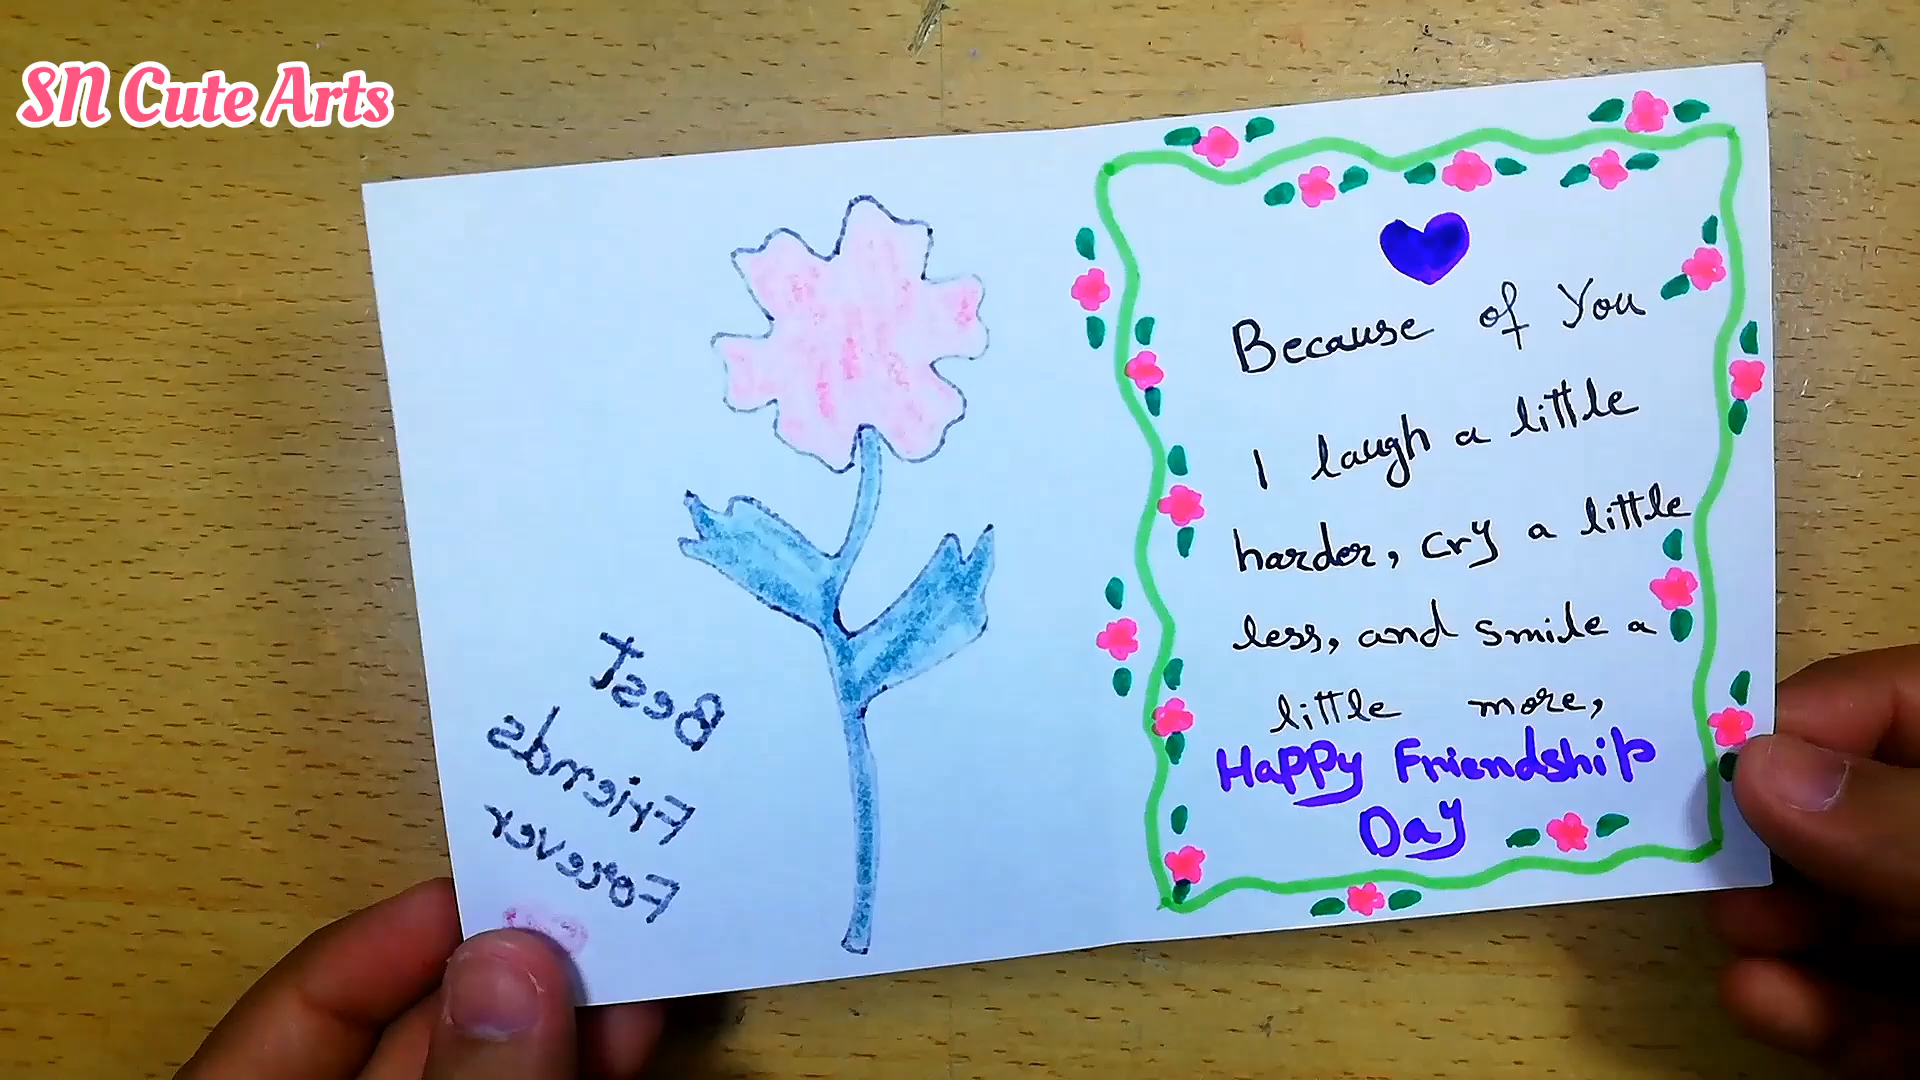 SN Cute Arts
Best
Friends
Forever
Because of You
I laugh a little
harder, cry a little
less, and smile a
little more,
Happy Friendship
Day